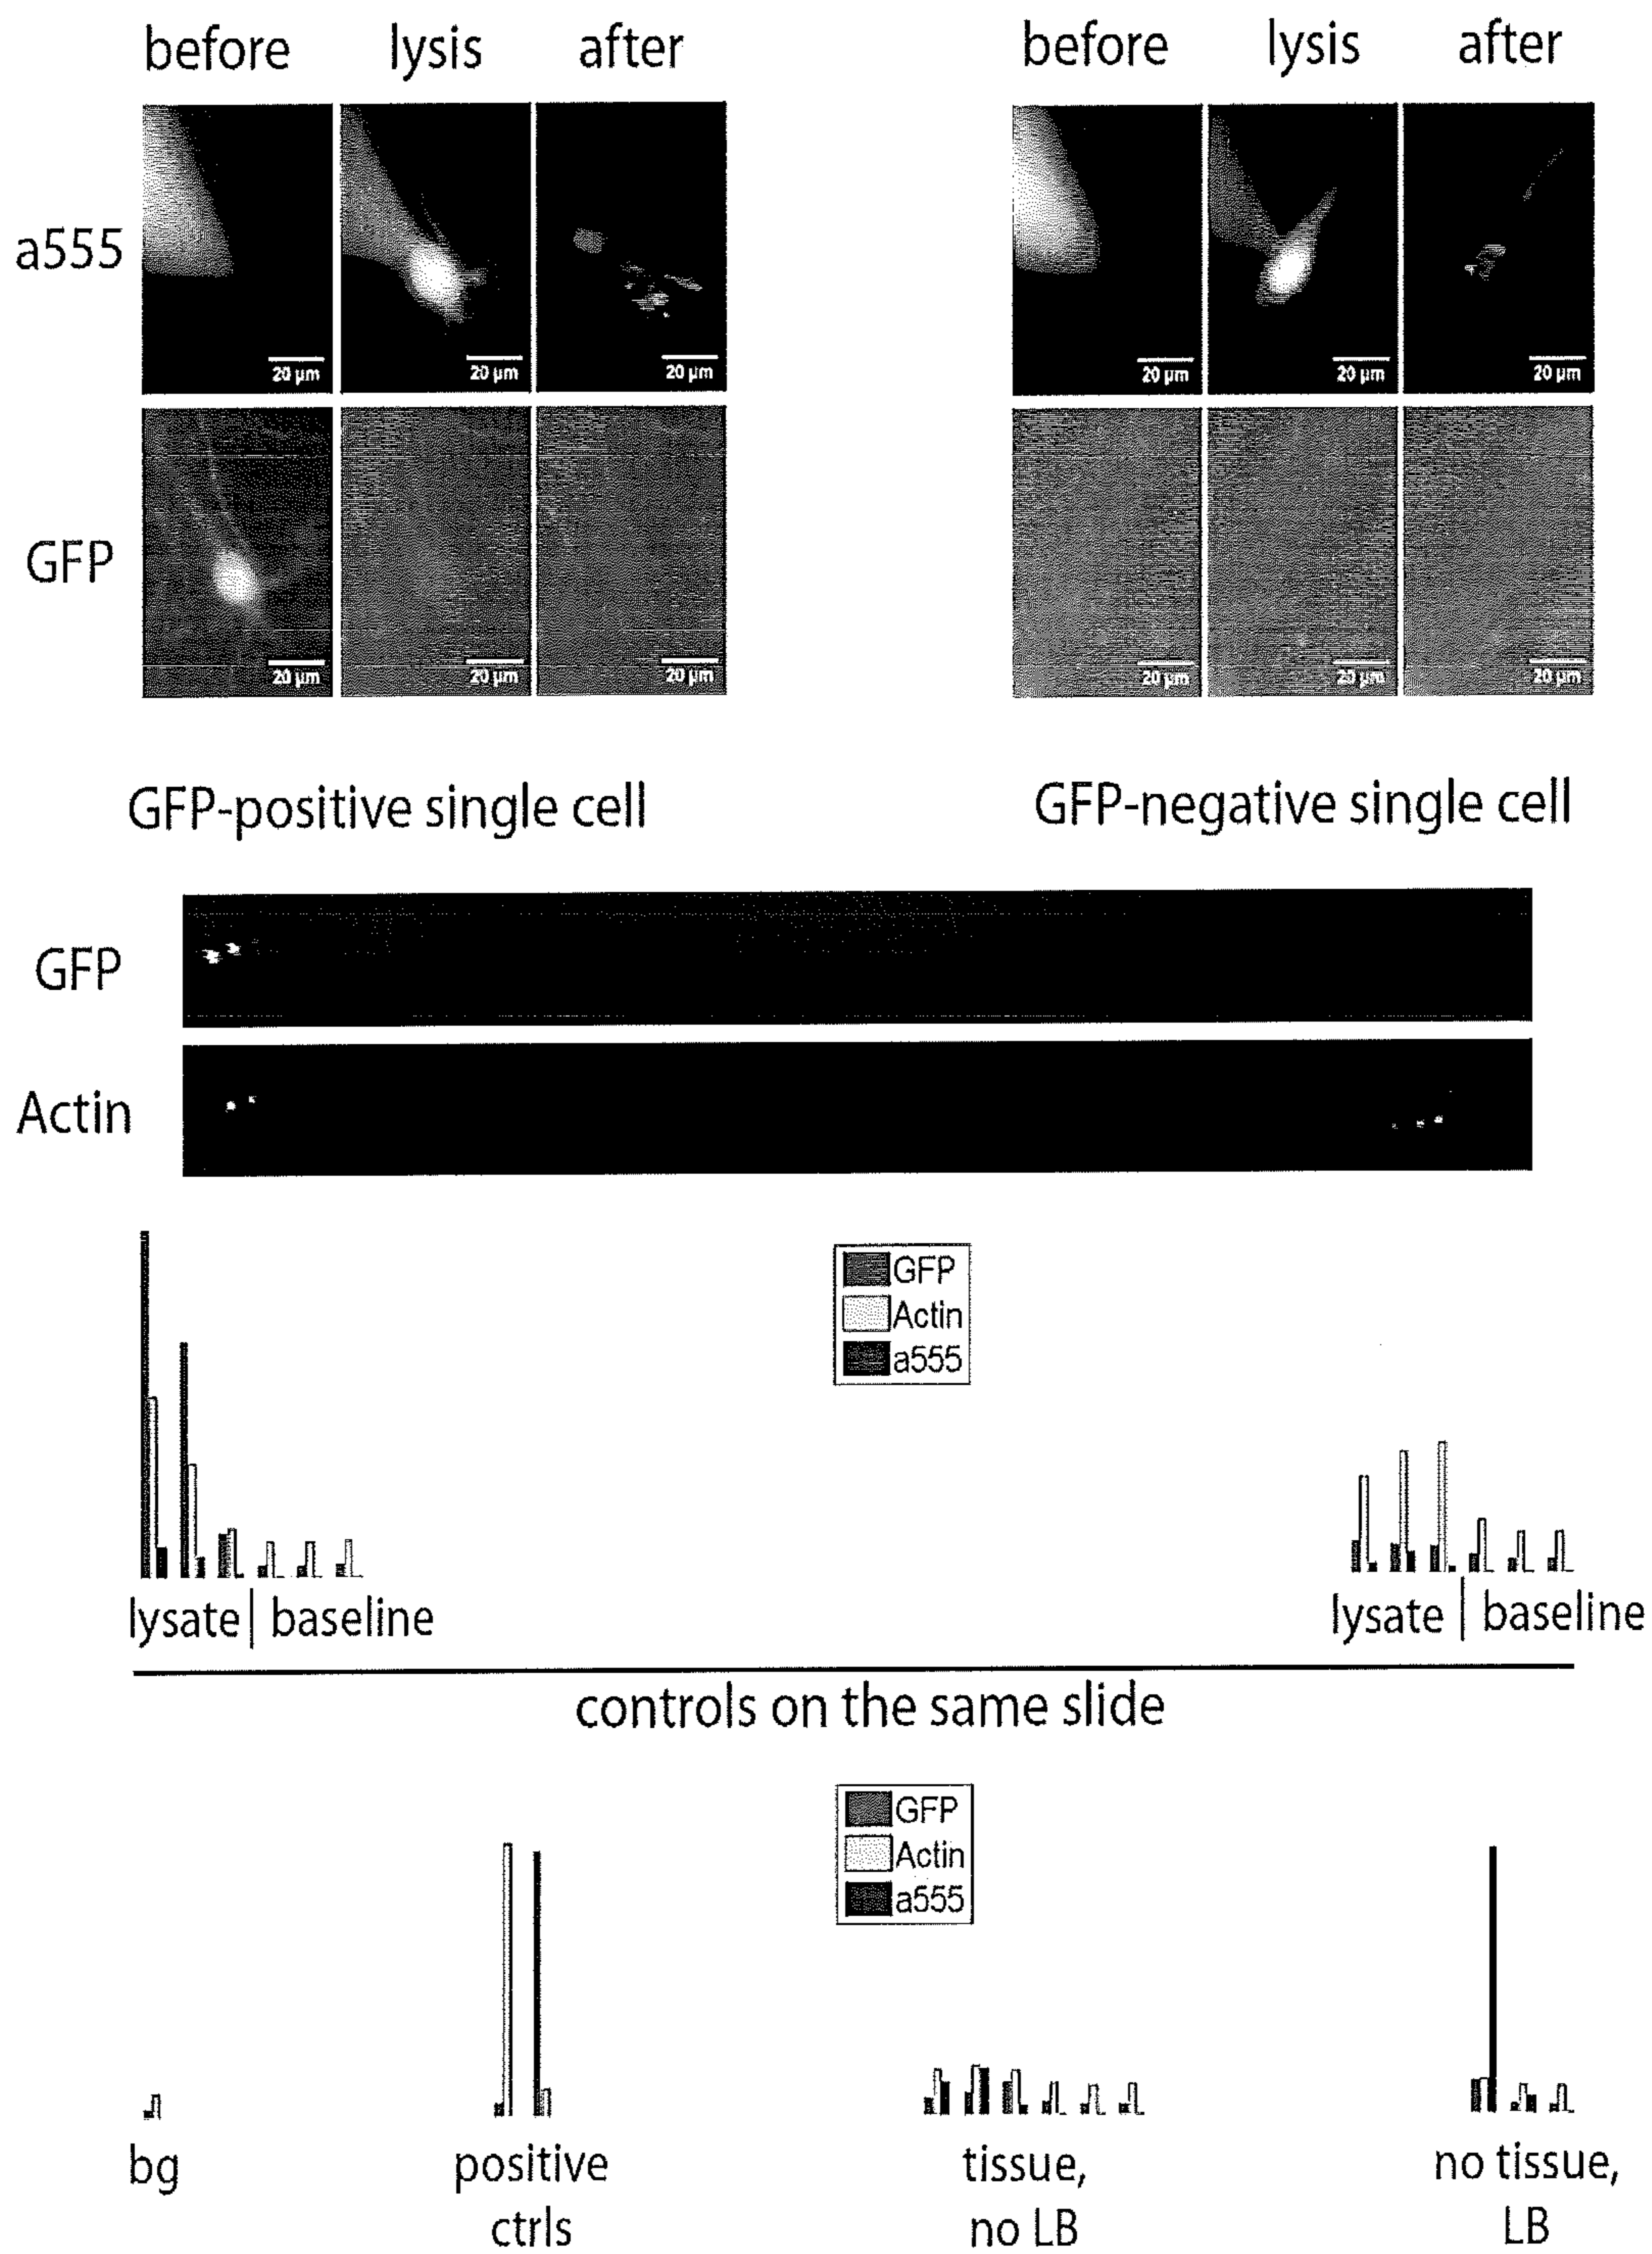 before lysis after before lysis after
a555
20 µm 20 µm 20 µm 20 µm 20 µm 20 µm
GFP
20 µm 20 µm 20 µm 20 µm 20 µm 20 µm
GFP-positive single cell GFP-negative single cell
GFP
Actin
GFP
Actin
a555
lysate | baseline lysate | baseline
controls on the same slide
GFP
Actin
a555
bg positive tissue, no tissue,
ctrls no LB LB